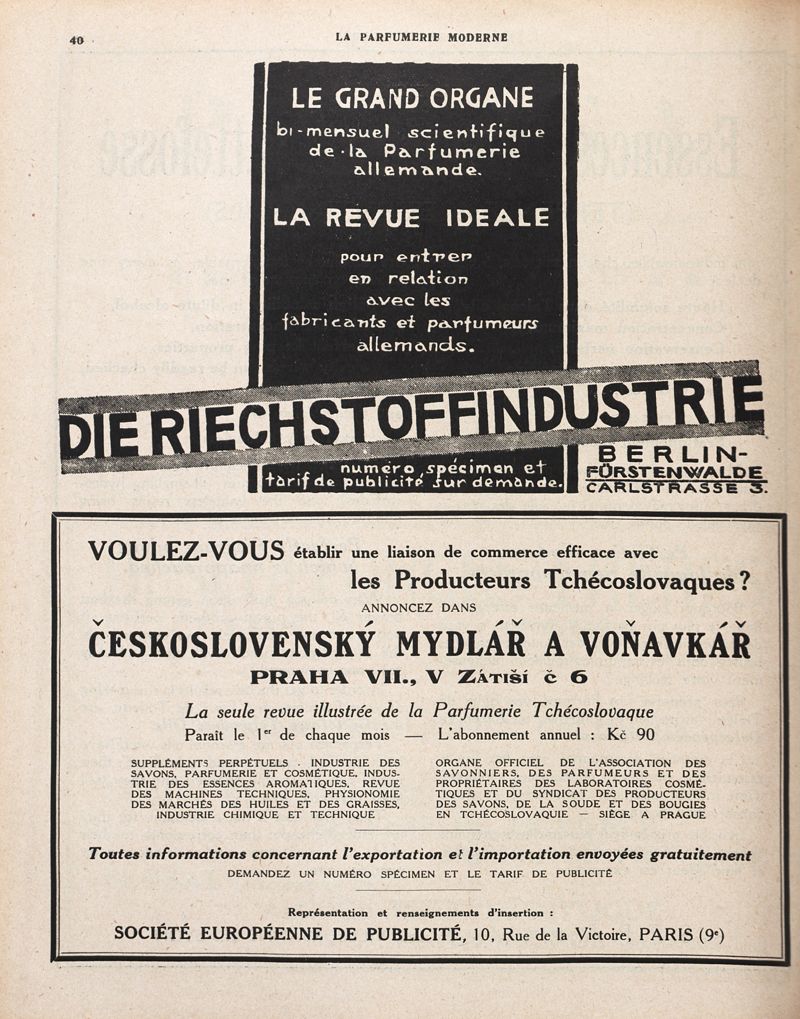 40
LA PARFUMERIE MODERNE
LE GRAND ORGANE
bi-mensuel scientifique
de la Parfumerie
allemande.
LA REVUE IDEALE
pour entrer
en relation
avec les
fabricants et parfumeurs
allemands.
DIE RIECHSTOFFINDUSTRIE
BERLIN-
FÜRSTENWALDE
CARLSTRASSE 3.
numéro spécimen et
tarif de publicité sur demande.
VOULEZ-VOUS établir une liaison de commerce efficace avec
les Producteurs Tchécoslovaques ?
ANNONCEZ DANS
ČESKOSLOVENSKÝ MYDLÁŘ A VOŇAVKÁŘ
PRAHA VII., V ZÁTIŠÍ č 6
La seule revue illustrée de la Parfumerie Tchécoslovaque
Paraît le 1er de chaque mois — L'abonnement annuel : Kč 90
SUPPLÉMENTS PERPÉTUELS . INDUSTRIE DES
SAVONS, PARFUMERIE ET COSMÉTIQUE, INDUS-
TRIE DES ESSENCES AROMATIQUES, REVUE
DES MACHINES TECHNIQUES, PHYSIONOMIE
DES MARCHÉS DES HUILES ET DES GRAISSES,
INDUSTRIE CHIMIQUE ET TECHNIQUE
ORGANE OFFICIEL DE L'ASSOCIATION DES
SAVONNIERS, DES PARFUMEURS ET DES
PROPRIÉTAIRES DES LABORATOIRES COSMÉ-
TIQUES ET DU SYNDICAT DES PRODUCTEURS
DES SAVONS, DE LA SOUDE ET DES BOUGIES
EN TCHÉCOSLOVAQUIE — SIÈGE A PRAGUE
Toutes informations concernant l'exportation et l'importation envoyées gratuitement
DEMANDEZ UN NUMÉRO SPÉCIMEN ET LE TARIF DE PUBLICITÉ
Représentation et renseignements d'insertion :
SOCIÉTÉ EUROPÉENNE DE PUBLICITÉ, 10, Rue de la Victoire, PARIS (9e)